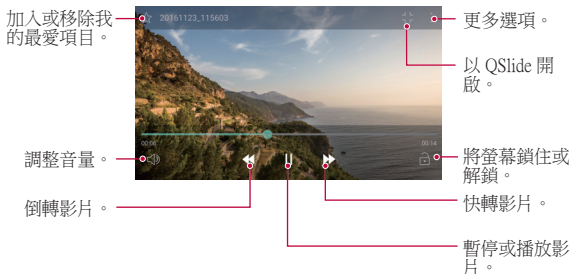 加入或移除我
的最愛項目。
20161123_115603
更多選項。
以 QSlide 開
啟。
00:06
00:14
調整音量。
將螢幕鎖住或
解鎖。
倒轉影片。
快轉影片。
暫停或播放影
片。